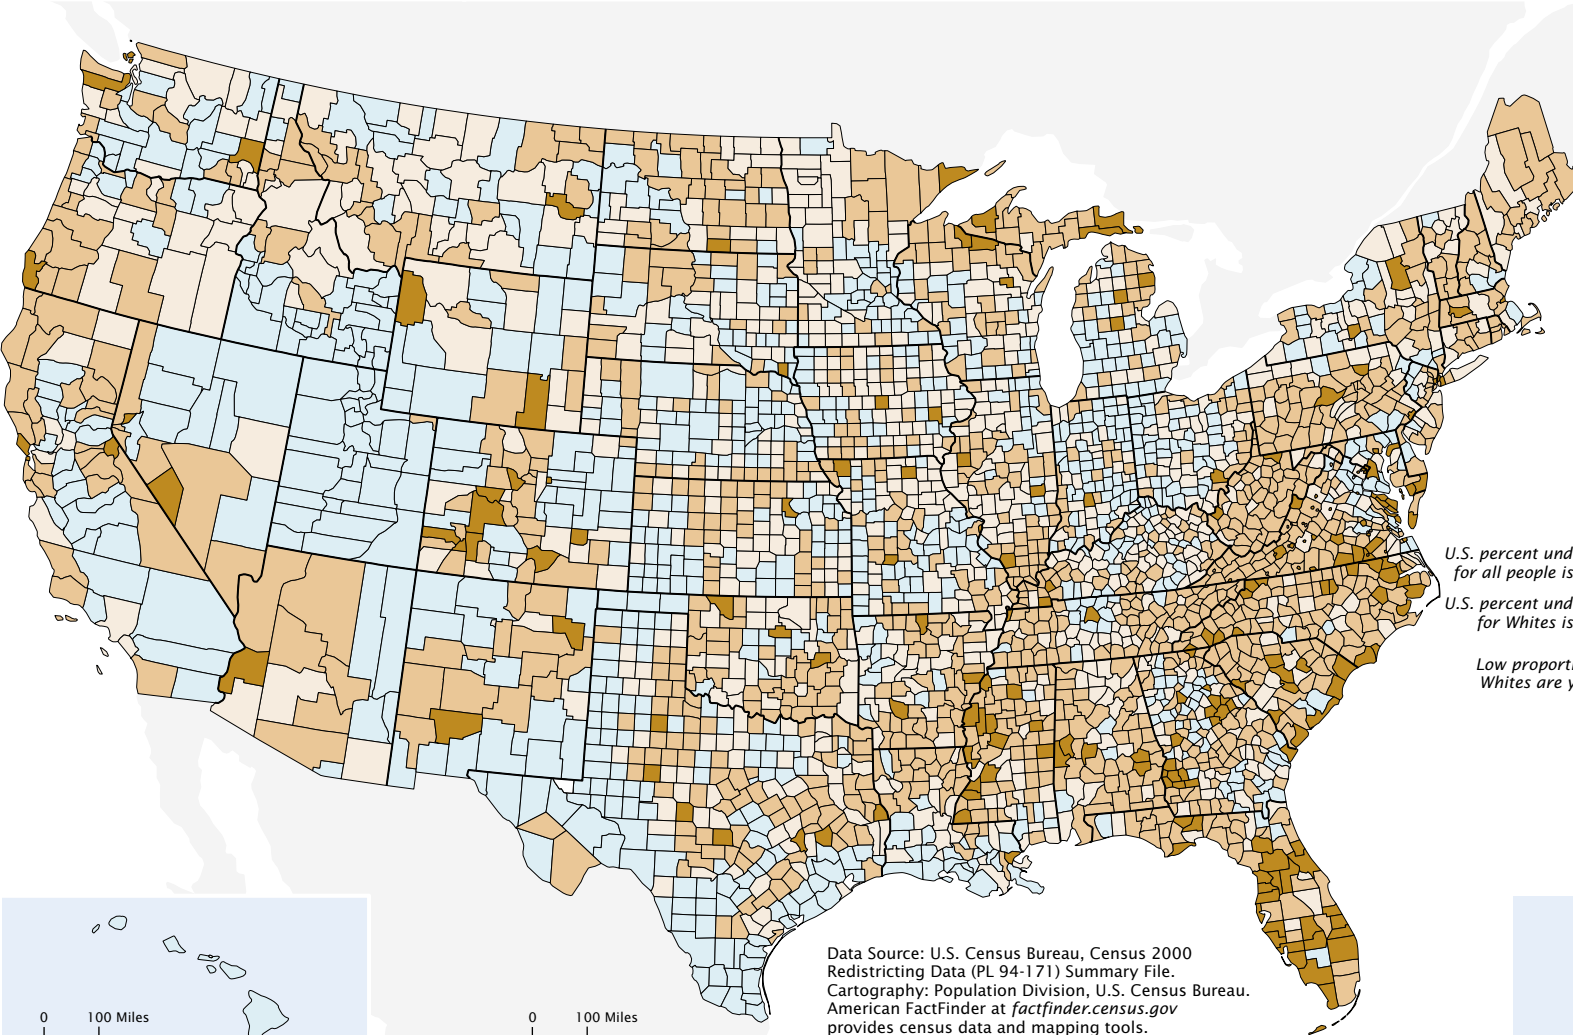 U.S. percent und
for all people is
U.S. percent und
for Whites is
Low proporti
Whites are y
Data Source: U.S. Census Bureau, Census 2000
Redistricting Data (PL 94-171) Summary File.
Cartography: Population Division, U.S. Census Bureau.
American FactFinder at factfinder.census.gov
provides census data and mapping tools.
0 100 Miles
0 100 Miles